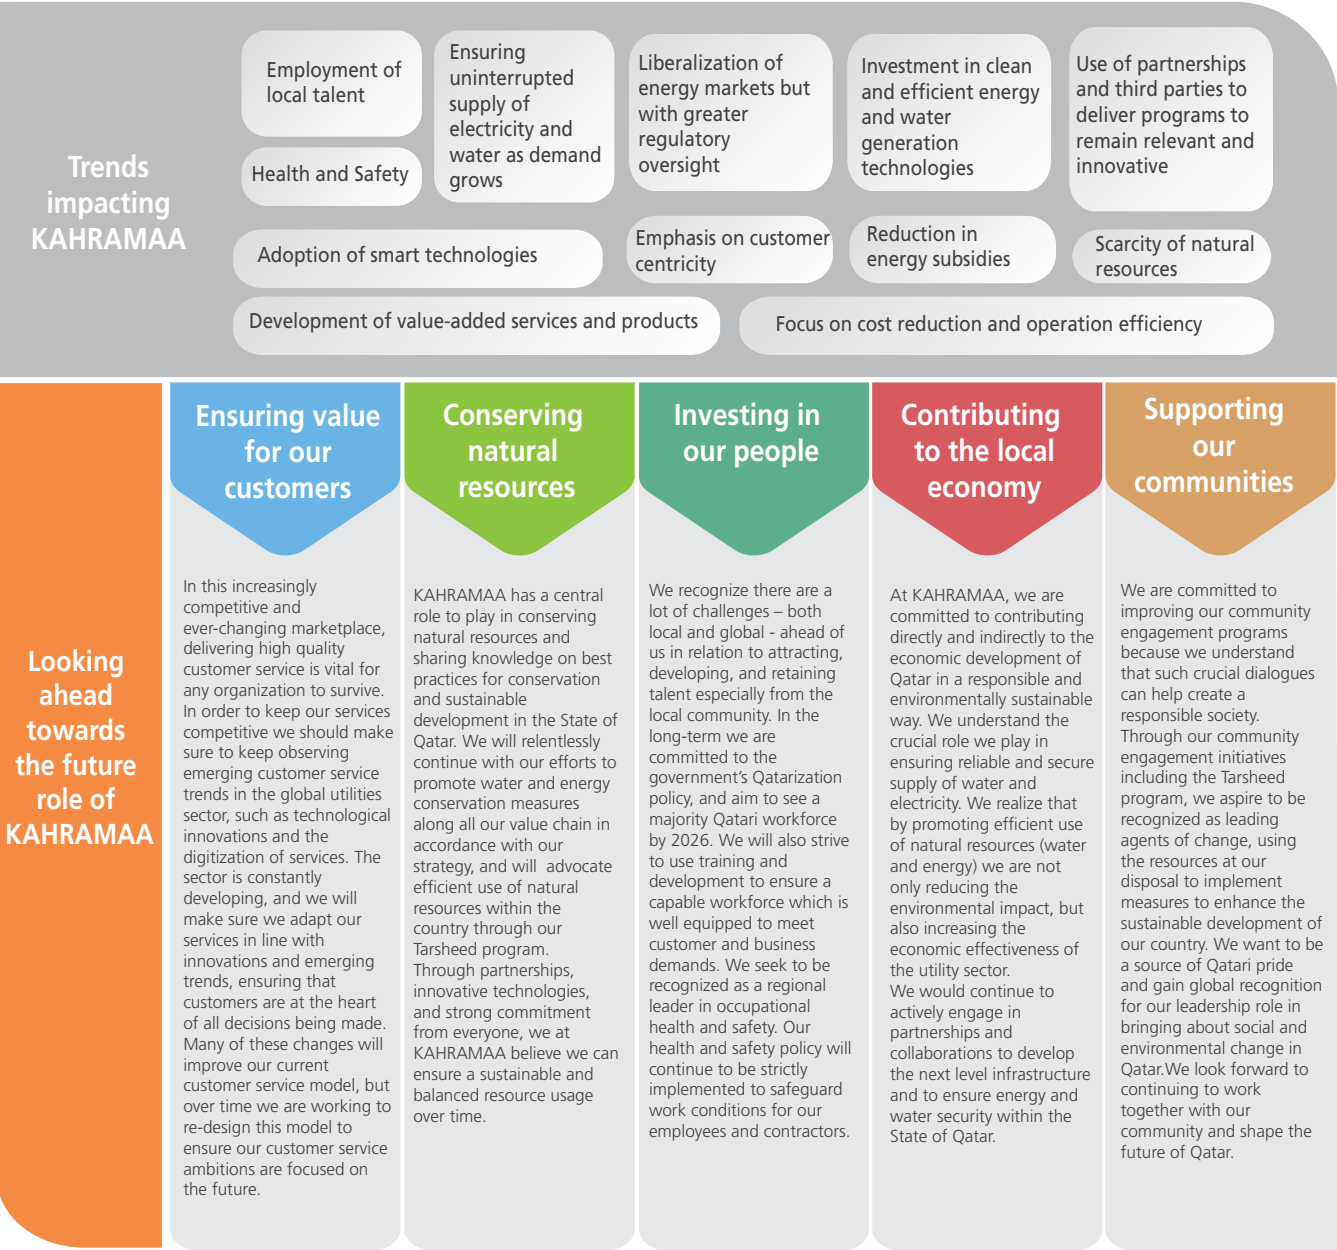 Trends
impacting
KAHRAMAA
Employment of
local talent
Health and Safety
Ensuring
uninterrupted
supply of
electricity and
water as demand
grows
Liberalization of
energy markets but
with greater
regulatory
oversight
Investment in clean
and efficient energy
and water
generation
technologies
Use of partnerships
and third parties to
deliver programs to
remain relevant and
innovative
Adoption of smart technologies
Emphasis on customer
centricity
Reduction in
energy subsidies
Scarcity of natural
resources
Development of value-added services and products
Focus on cost reduction and operation efficiency
Looking
ahead
towards
the future
role of
KAHRAMAA
Ensuring value
for our
customers
In this increasingly
competitive and
ever-changing marketplace,
delivering high quality
customer service is vital for
any organization to survive.
In order to keep our services
competitive we should make
sure to keep observing
emerging customer service
trends in the global utilities
sector, such as technological
innovations and the
digitization of services. The
sector is constantly
developing, and we will
make sure we adapt our
services in line with
innovations and emerging
trends, ensuring that
customers are at the heart
of all decisions being made.
Many of these changes will
improve our current
customer service model, but
over time we are working to
re-design this model to
ensure our customer service
ambitions are focused on
the future.
Conserving
natural
resources
KAHRAMAA has a central
role to play in conserving
natural resources and
sharing knowledge on best
practices for conservation
and sustainable
development in the State of
Qatar. We will relentlessly
continue with our efforts to
promote water and energy
conservation measures
along all our value chain in
accordance with our
strategy, and will  advocate
efficient use of natural
resources within the
country through our
Tarsheed program.
Through partnerships,
innovative technologies,
and strong commitment
from everyone, we at
KAHRAMAA believe we can
ensure a sustainable and
balanced resource usage
over time.
Investing in
our people
We recognize there are a
lot of challenges – both
local and global - ahead of
us in relation to attracting,
developing, and retaining
talent especially from the
local community. In the
long-term we are
committed to the
government’s Qatarization
policy, and aim to see a
majority Qatari workforce
by 2026. We will also strive
to use training and
development to ensure a
capable workforce which is
well equipped to meet
customer and business
demands. We seek to be
recognized as a regional
leader in occupational
health and safety. Our
health and safety policy will
continue to be strictly
implemented to safeguard
work conditions for our
employees and contractors.
Contributing
to the local
economy
At KAHRAMAA, we are
committed to contributing
directly and indirectly to the
economic development of
Qatar in a responsible and
environmentally sustainable
way. We understand the
crucial role we play in
ensuring reliable and secure
supply of water and
electricity. We realize that
by promoting efficient use
of natural resources (water
and energy) we are not
only reducing the
environmental impact, but
also increasing the
economic effectiveness of
the utility sector.
We would continue to
actively engage in
partnerships and
collaborations to develop
the next level infrastructure
and to ensure energy and
water security within the
State of Qatar.
Supporting
our
communities
We are committed to
improving our community
engagement programs
because we understand
that such crucial dialogues
can help create a
responsible society.
Through our community
engagement initiatives
including the Tarsheed
program, we aspire to be
recognized as leading
agents of change, using
the resources at our
disposal to implement
measures to enhance the
sustainable development of
our country. We want to be
a source of Qatari pride
and gain global recognition
for our leadership role in
bringing about social and
environmental change in
Qatar.We look forward to
continuing to work
together with our
community and shape the
future of Qatar.